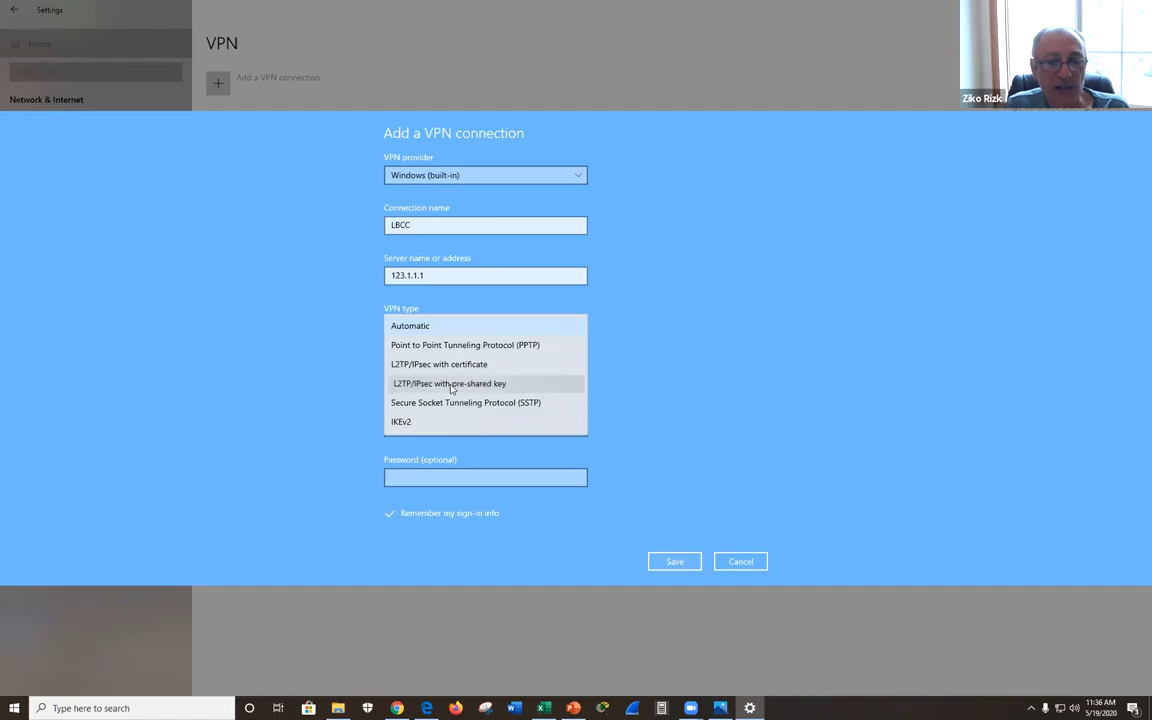 Settings
Home
Network & Internet
VPN
Add a VPN connection
Ziko Rizk
Add a VPN connection
VPN provider
Windows (built-in)
Connection name
LBCC
Server name or address
123.1.1.1
VPN type
Automatic
Point to Point Tunneling Protocol (PPTP)
L2TP/IPsec with certificate
L2TP/IPsec with pre-shared key
Secure Socket Tunneling Protocol (SSTP)
IKEv2
Password (optional)
Remember my sign-in info
Save
Cancel
Type here to search
11:36 AM
5/19/2020